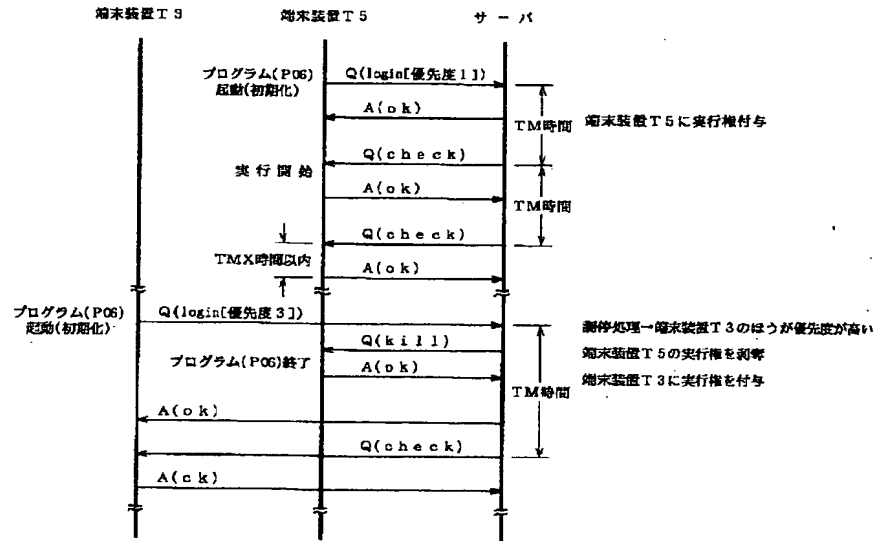 端末装置T3 端末装置T5 サーバ
プログラム(P06) Q(login[優先度1])
起動(初期化)
A(ok)
TM時間 端末装置T5に実行権付与
Q(check)
実行開始
A(ok)
TM時間
Q(check)
TMX時間以内
A(ok)
プログラム(P06) Q(login[優先度3])
起動(初期化)
調停処理→端末装置T3のほうが優先度が高い
Q(kill) 端末装置T5の実行権を剥奪
プログラム(P06)終了
A(ok) 端末装置T3に実行権を付与
TM時間
A(ok)
Q(check)
A(ck)